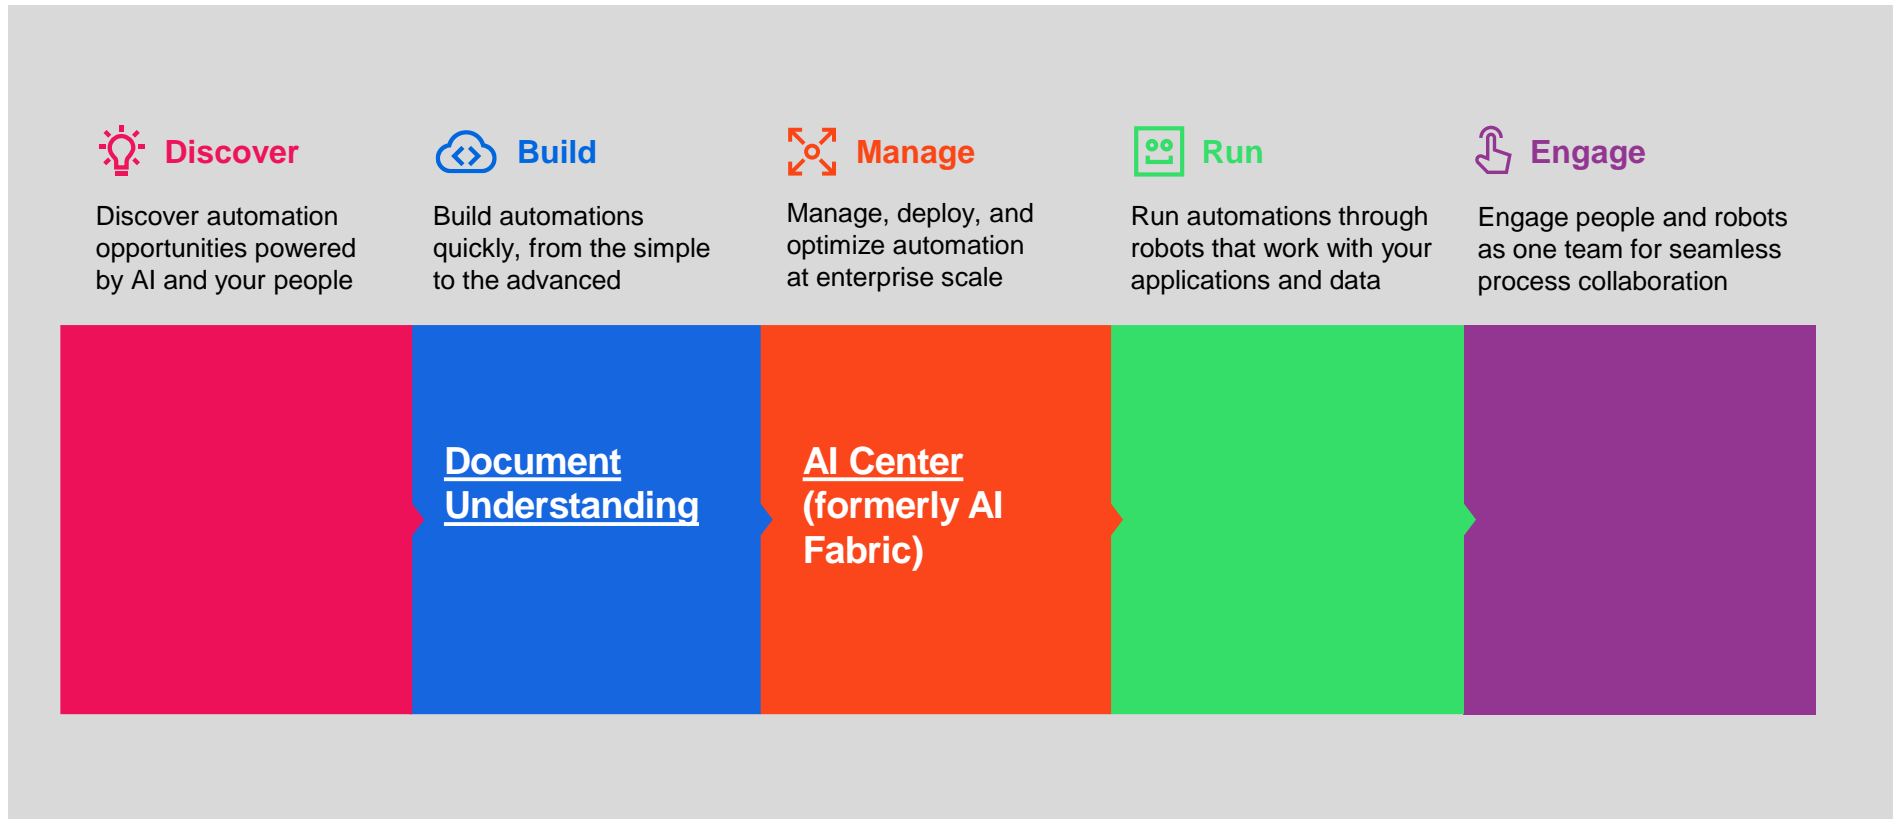 Discover
Discover automation
opportunities powered
by AI and your people
Build
Build automations
quickly, from the simple
to the advanced
Manage
Manage, deploy, and
optimize automation
at enterprise scale
Run
Run automations through
robots that work with your
applications and data
Engage
Engage people and robots
as one team for seamless
process collaboration
Document
Understanding
AI Center
(formerly AI
Fabric)